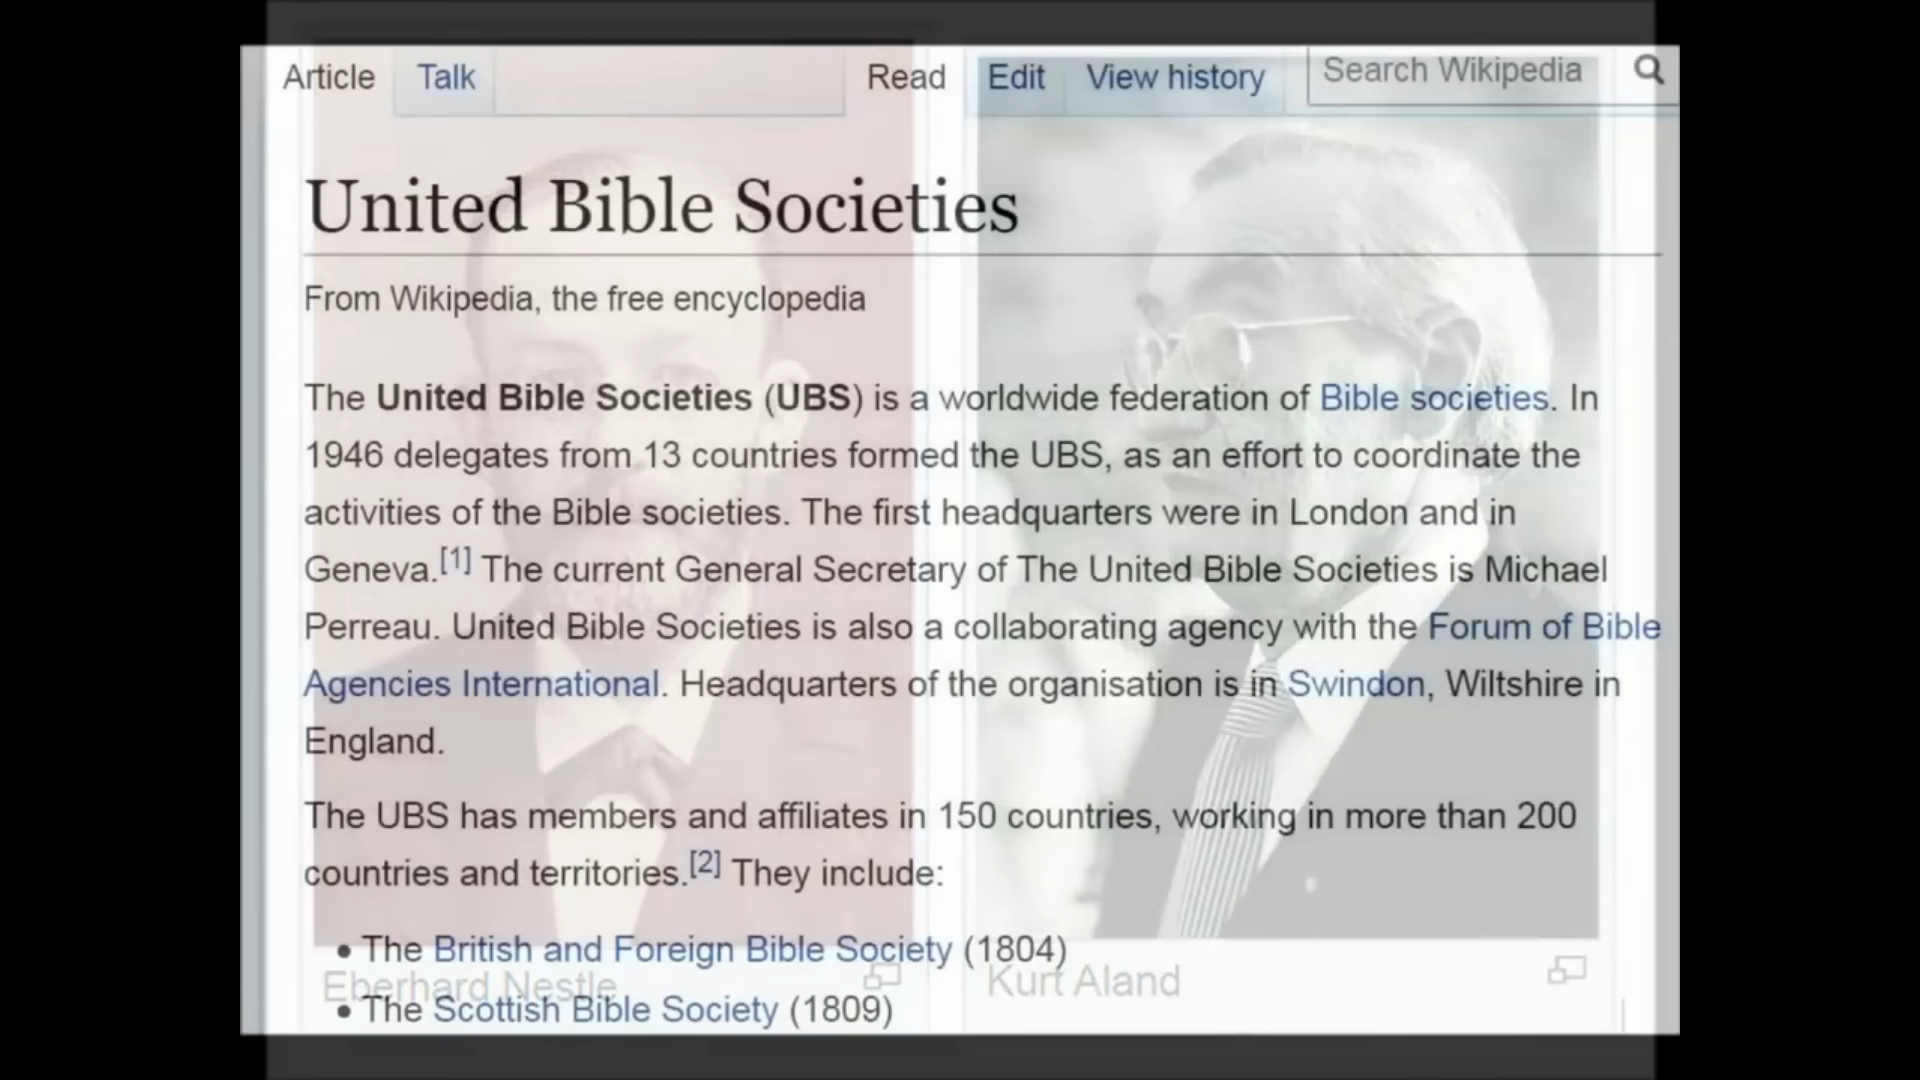 Article Talk Read Edit View history Search Wikipedia
United Bible Societies
From Wikipedia, the free encyclopedia
The United Bible Societies (UBS) is a worldwide federation of Bible societies. In
1946 delegates from 13 countries formed the UBS, as an effort to coordinate the
activities of the Bible societies. The first headquarters were in London and in
Geneva.[1] The current General Secretary of The United Bible Societies is Michael
Perreau. United Bible Societies is also a collaborating agency with the Forum of Bible
Agencies International. Headquarters of the organisation is in Swindon, Wiltshire in
England.
The UBS has members and affiliates in 150 countries, working in more than 200
countries and territories.[2] They include:
• The British and Foreign Bible Society (1804)
Eberhard Nestle Kurt Aland
• The Scottish Bible Society (1809)